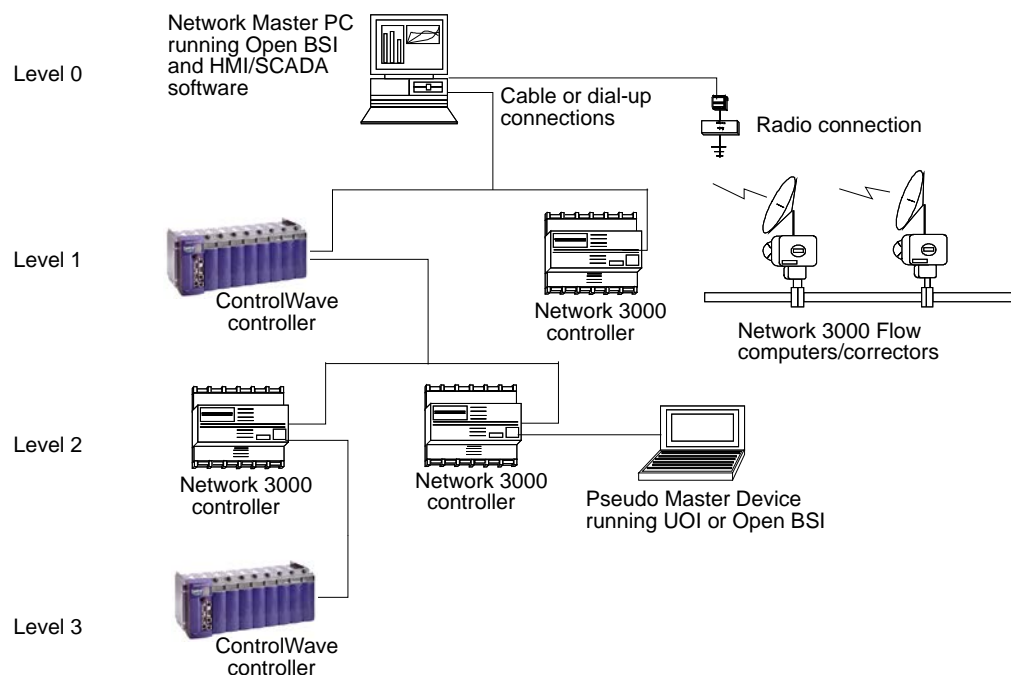 Network Master PC
running Open BSI
and HMI/SCADA
software
Level 0
Cable or dial-up
connections
Radio connection
Level 1
ControlWave
controller
Network 3000
controller
Network 3000 Flow
computers/correctors
Level 2
Network 3000
controller
Network 3000
controller
Pseudo Master Device
running UOI or Open BSI
Level 3
ControlWave
controller